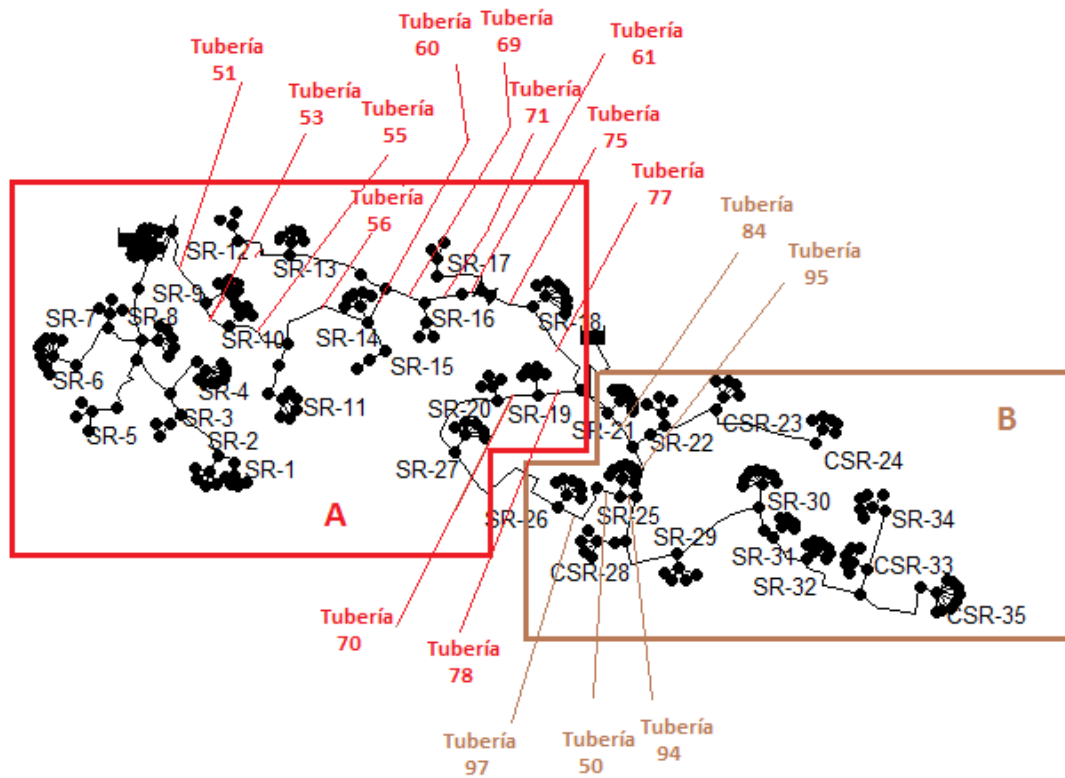 Tubería
60
Tubería
69
Tubería
61
Tubería
51
Tubería
53
Tubería
71
Tubería
55
Tubería
75
Tubería
77
Tubería
56
Tubería
84
Tubería
95
SR-12
SR-13
SR-17
SR-9
SR-7
SR-8
SR-10
SR-14
SR-16
SR-18
SR-15
SR-6
SR-4
SR-3
SR-11
SR-20
SR-19
SR-5
SR-2
SR-1
SR-27
SR-21
SR-22
CSR-23
B
CSR-24
A
SR-26
SR-25
SR-30
SR-34
SR-29
SR-31
CSR-28
SR-32
CSR-33
CSR-35
Tubería
70
Tubería
78
Tubería
97
Tubería
50
Tubería
94